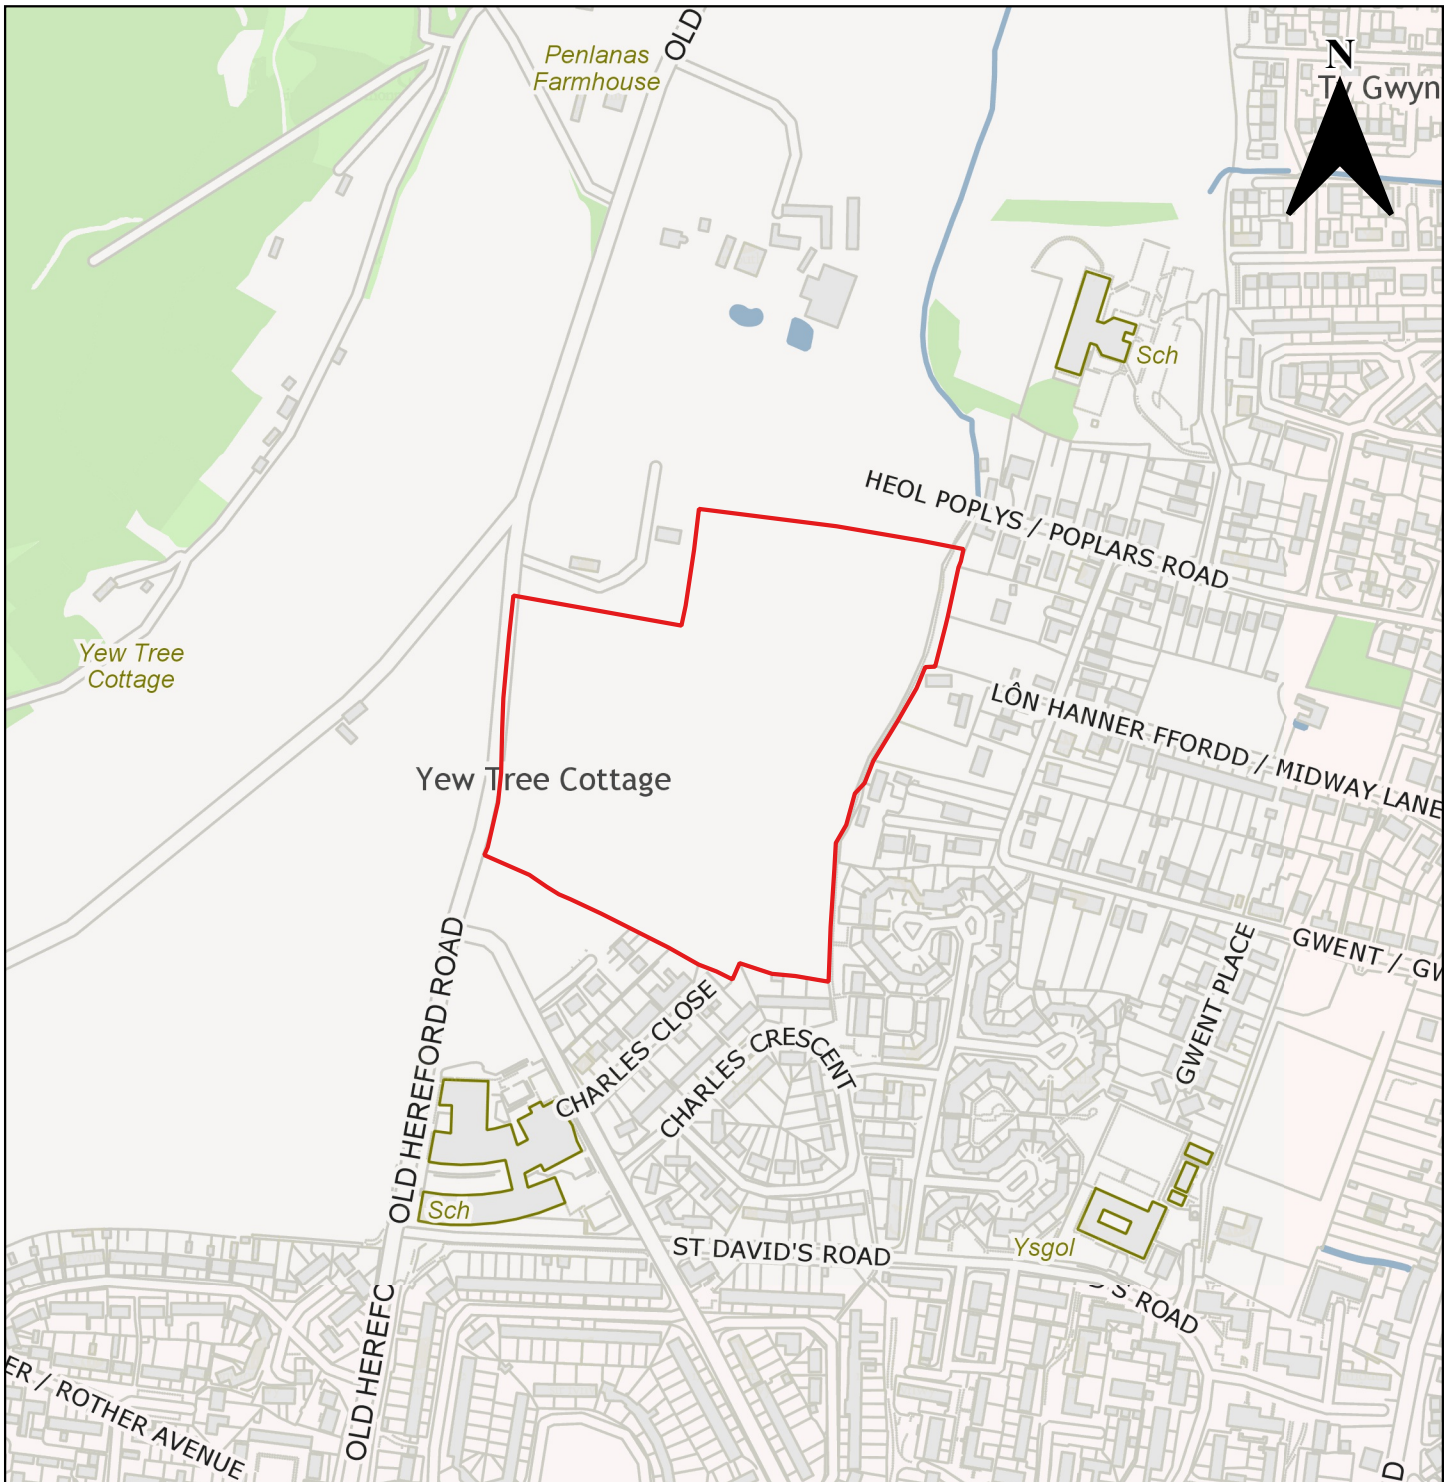 OLD
Penlanas
Farmhouse
N
Ty Gwyn
Sch
HEOL POPLYS / POPLARS ROAD
Yew Tree
Cottage
LÔN HANNER FFORDD / MIDWAY LANE
Yew Tree Cottage
OLD HEREFORD ROAD
GWENT / GW
GWENT PLACE
CHARLES CLOSE
CHARLES CRESCENT
Sch
ST DAVID'S ROAD
Ysgol
D'S ROAD
OLD HEREFO
ER / ROTHER AVENUE
D